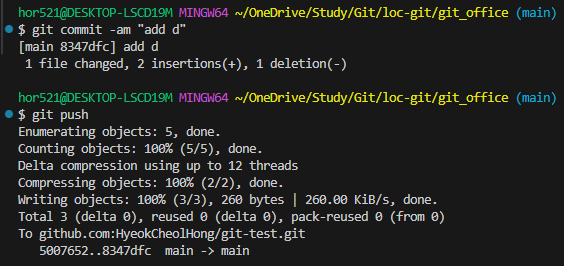 hor521@DESKTOP-LSCD19M MINGW64 ~/OneDrive/Study/Git/loc-git/git_office (main)
$ git commit -am "add d"
[main 8347dfc] add d
 1 file changed, 2 insertions(+), 1 deletion(-)

hor521@DESKTOP-LSCD19M MINGW64 ~/OneDrive/Study/Git/loc-git/git_office (main)
$ git push
Enumerating objects: 5, done.
Counting objects: 100% (5/5), done.
Delta compression using up to 12 threads
Compressing objects: 100% (2/2), done.
Writing objects: 100% (3/3), 260 bytes | 260.00 KiB/s, done.
Total 3 (delta 0), reused 0 (delta 0), pack-reused 0 (from 0)
To github.com:HyeokCheolHong/git-test.git
   5007652..8347dfc  main -> main